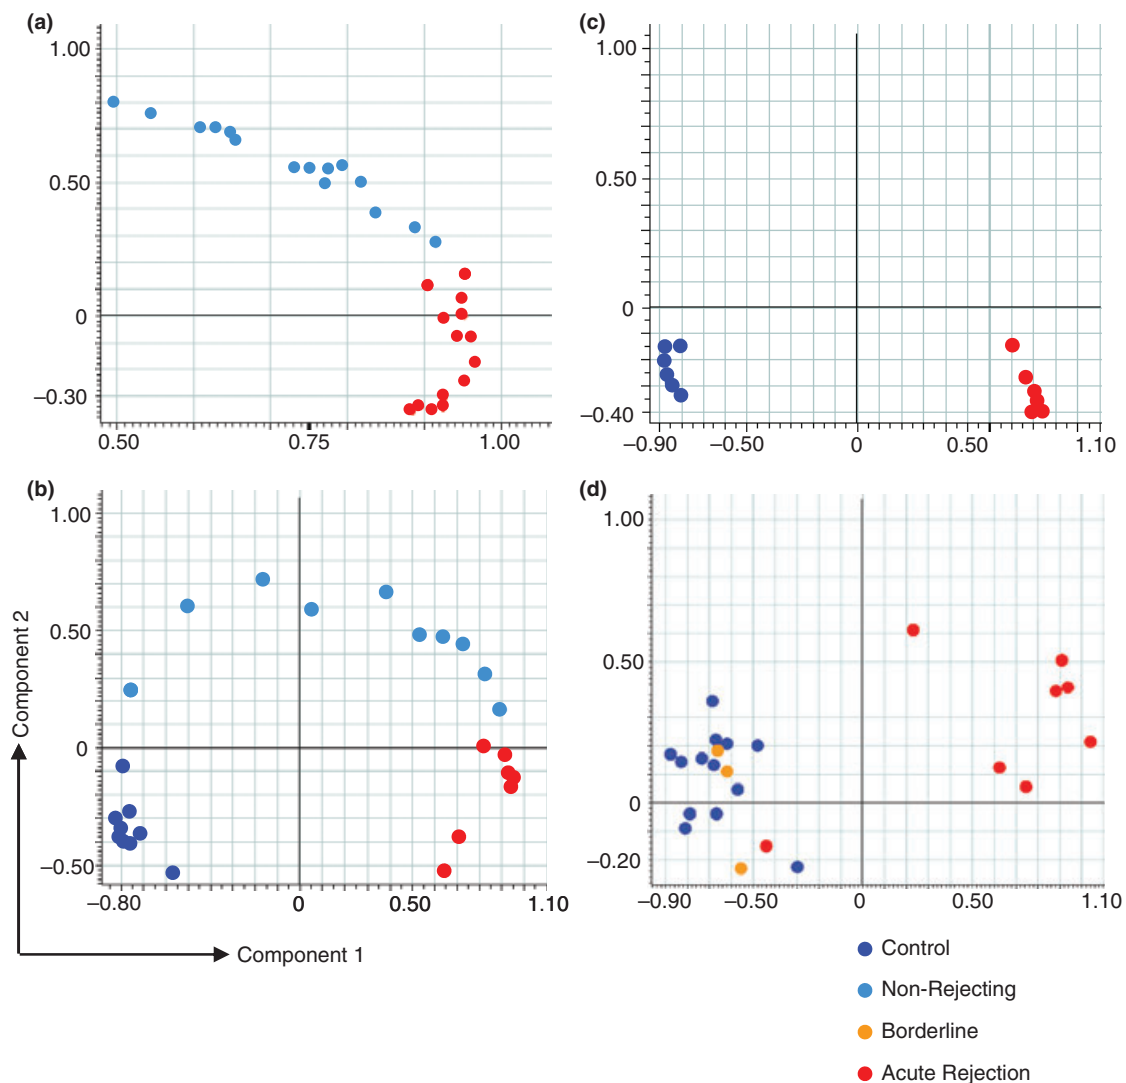 (a)
1.00
0.50
0
−0.30
0.50 0.75 1.00
(c)
1.00
0.50
0
−0.40
−0.90 −0.50 0 0.50 1.10
(b)
1.00
0.50
0
−0.50
−0.80 0 0.50 1.10
(d)
1.00
0.50
0
−0.20
−0.90 −0.50 0 0.50 1.10
Component 2
Component 1
Control
Non-Rejecting
Borderline
Acute Rejection